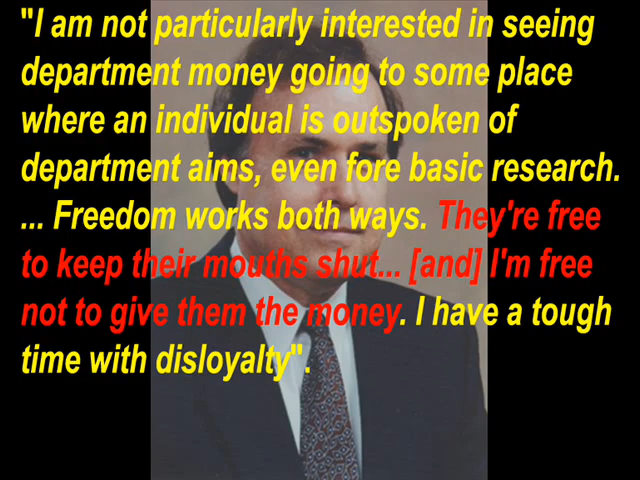 "I am not particularly interested in seeing
department money going to some place
where an individual is outspoken of
department aims, even fore basic research.
... Freedom works both ways. They're free
to keep their mouths shut... [and] I'm free
not to give them the money. I have a tough
time with disloyalty".